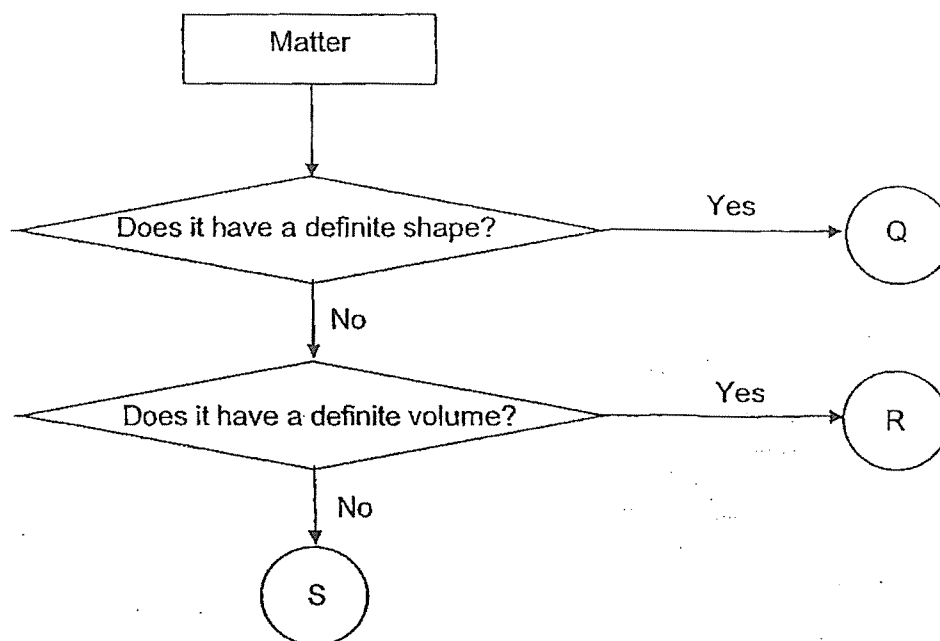 Matter
Does it have a definite shape?
Yes
Q
No
Does it have a definite volume?
Yes
R
No
S